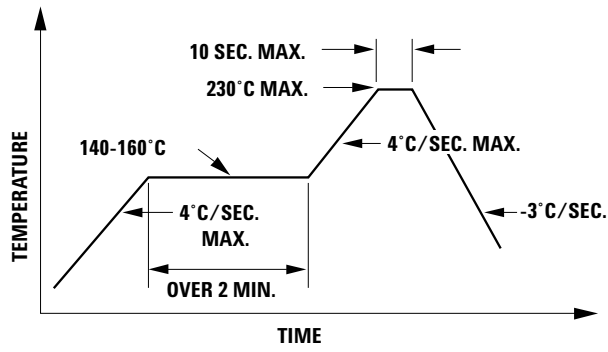 10 SEC. MAX.
230˚C MAX.
140-160˚C
4˚C/SEC. MAX.
4˚C/SEC.
MAX.
-3˚C/SEC.
OVER 2 MIN.
TEMPERATURE
TIME